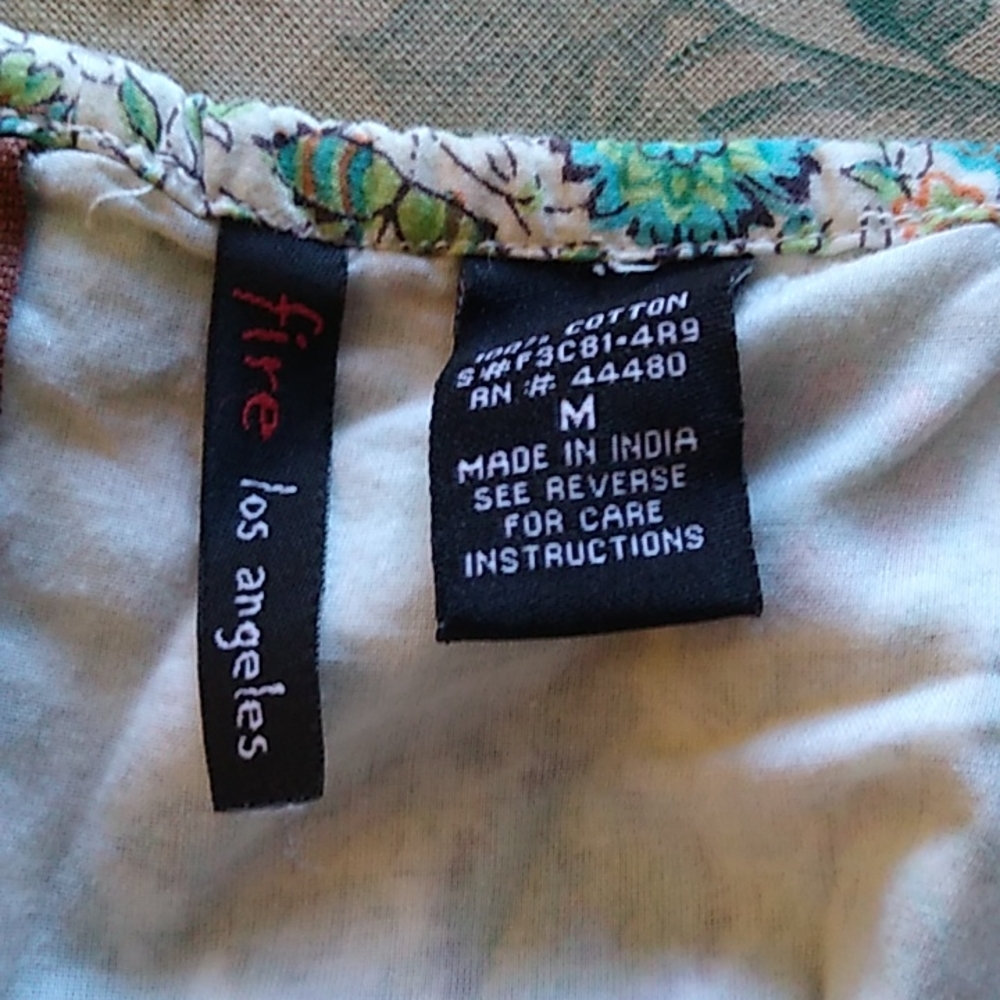 fire los angeles
100% COTTON
S#F3C81-4R9
RN # 44480
M
MADE IN INDIA
SEE REVERSE
FOR CARE
INSTRUCTIONS